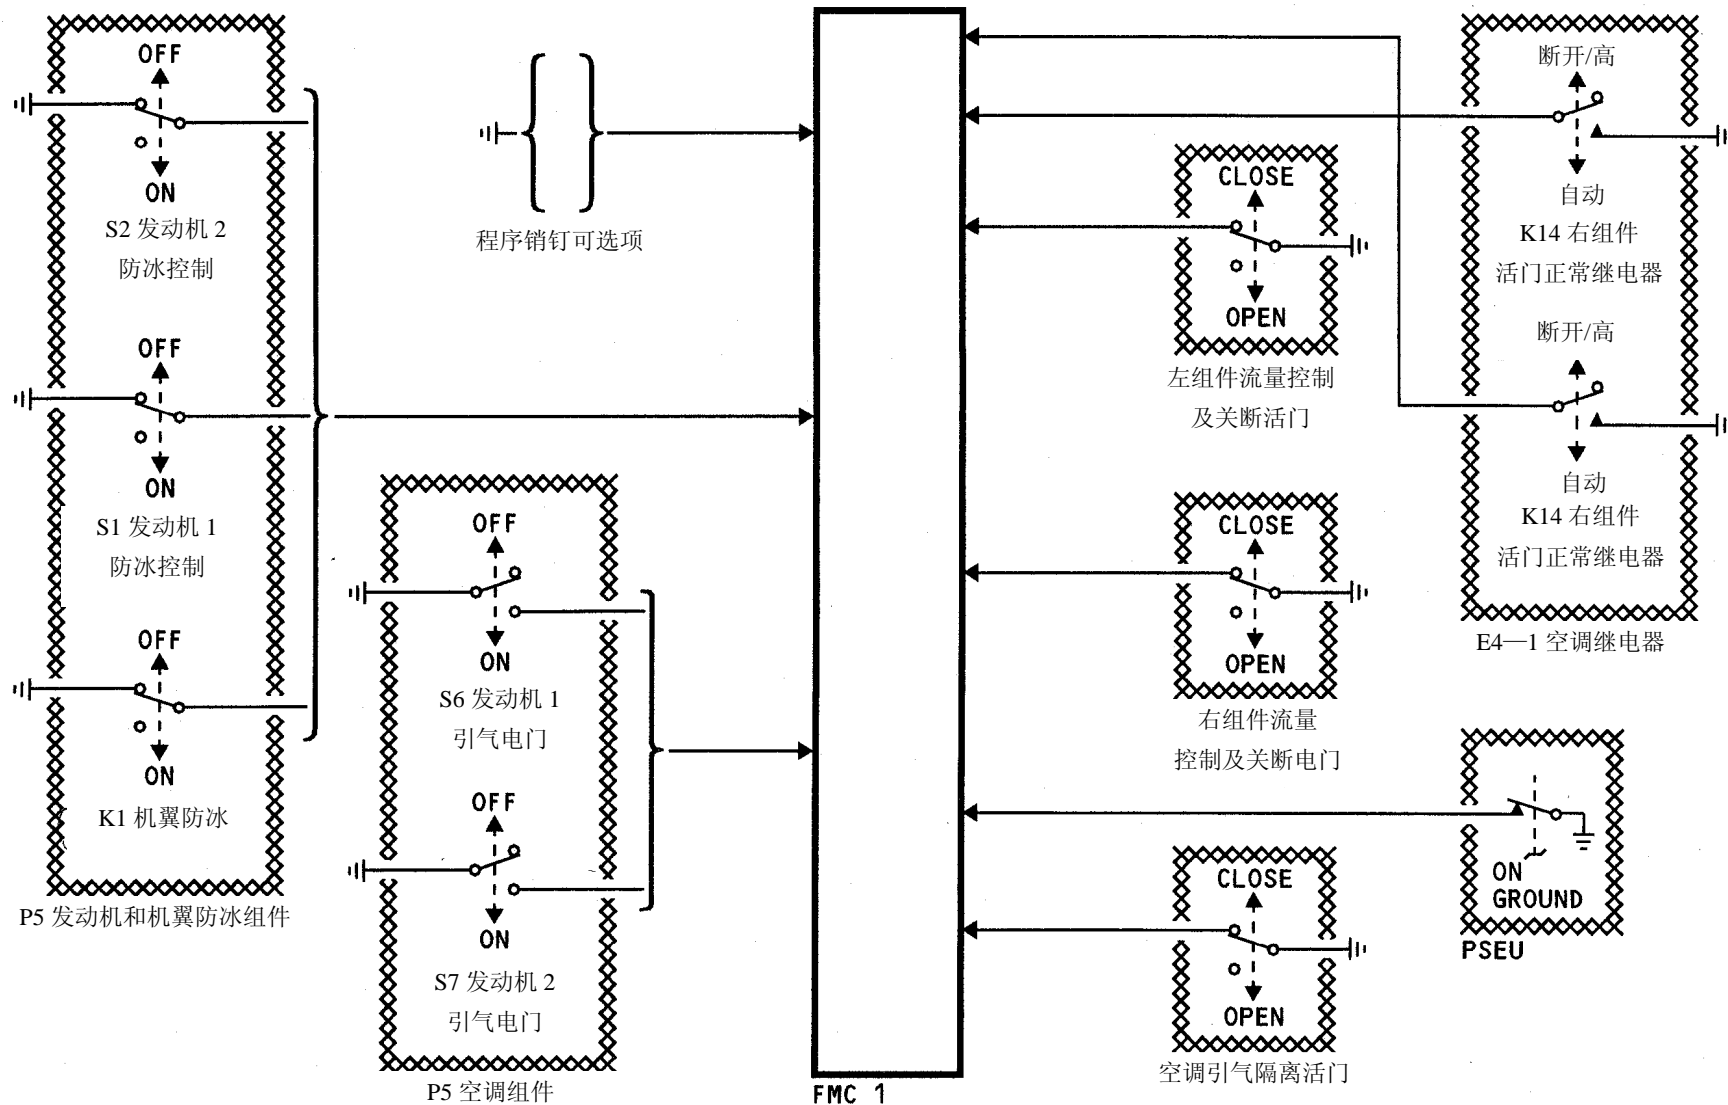 OFF
ON
S2 发动机 2
防冰控制
OFF
ON
S1 发动机 1
防冰控制
OFF
ON
K1 机翼防冰
P5 发动机和机翼防冰组件
程序销钉可选项
OFF
ON
S6 发动机 1
引气电门
OFF
ON
S7 发动机 2
引气电门
P5 空调组件
FMC 1
CLOSE
OPEN
左组件流量控制
及关断活门
CLOSE
OPEN
右组件流量
控制及关断电门
CLOSE
OPEN
空调引气隔离活门
断开/高
自动
K14 右组件
活门正常继电器
断开/高
自动
K14 右组件
活门正常继电器
E4—1 空调继电器
ON
GROUND
PSEU